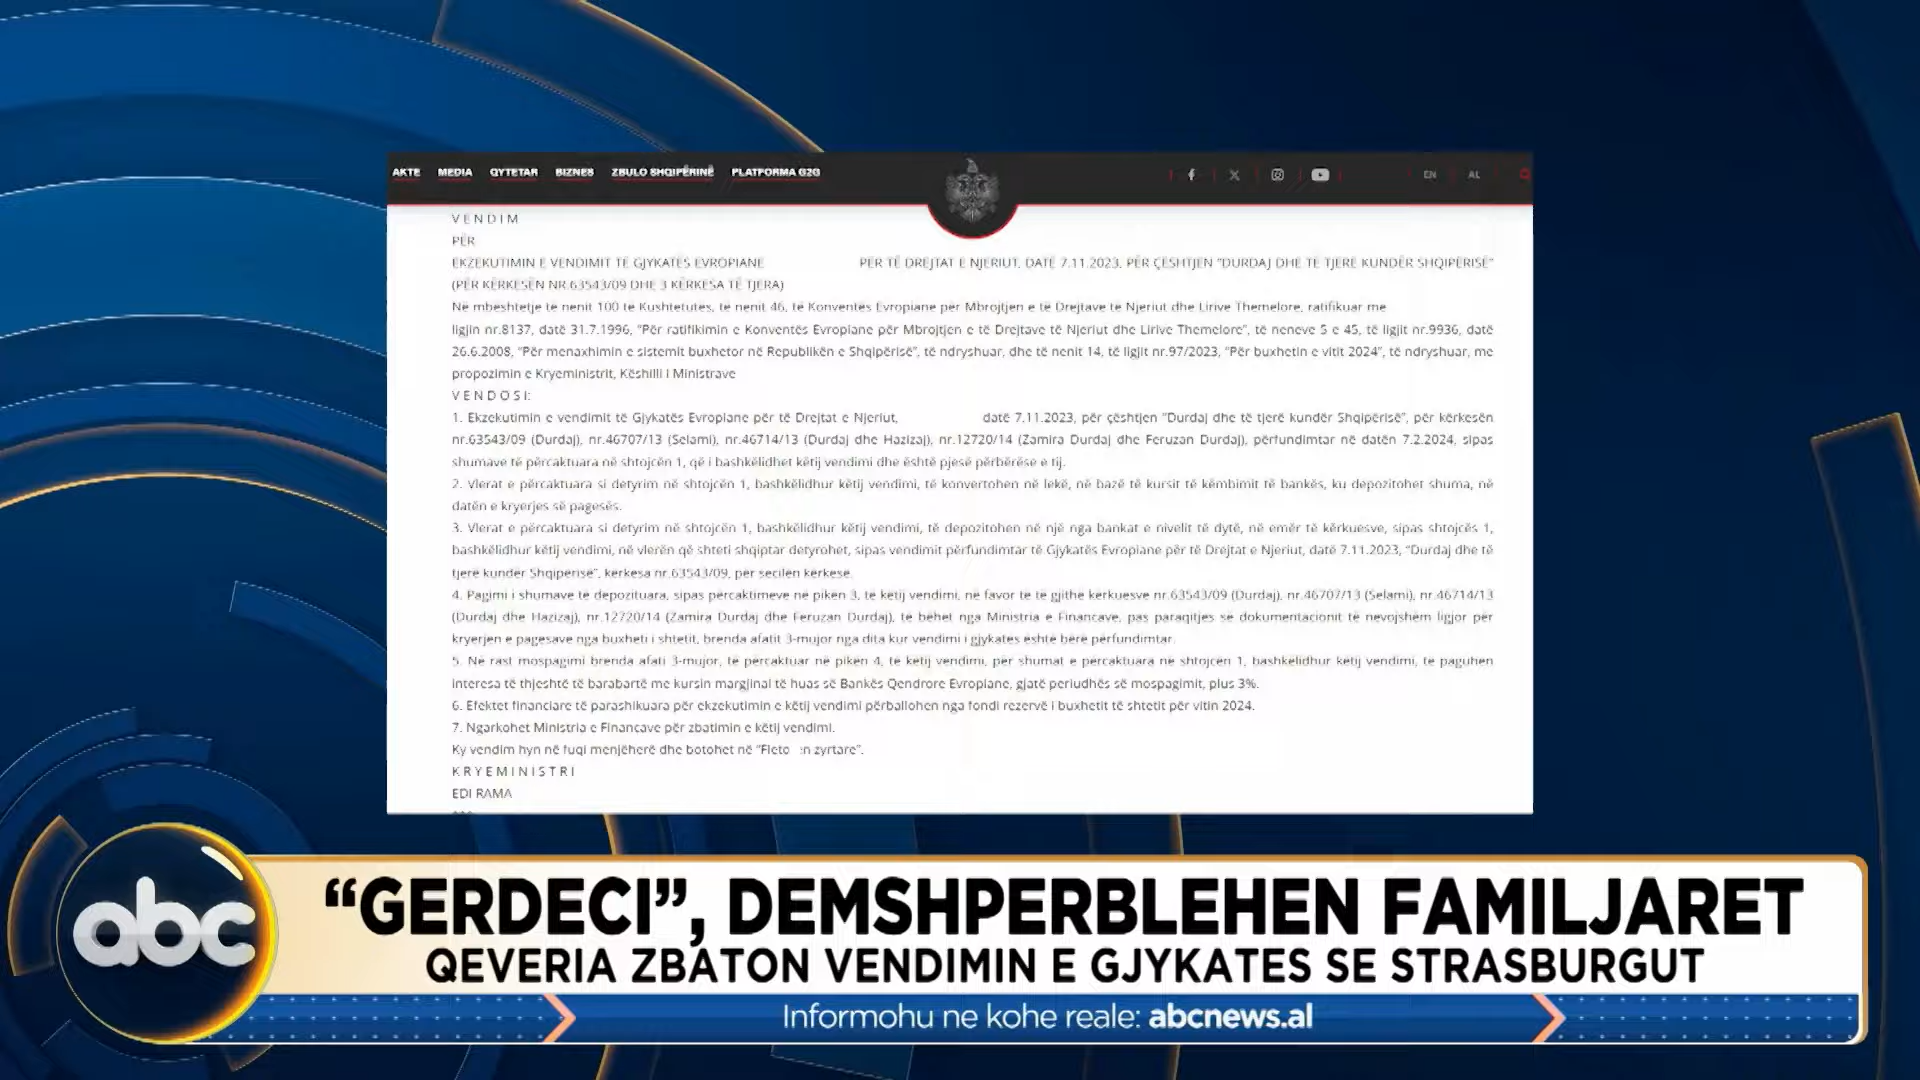 AKTE MEDIA QYTETAR BIZNES ZBULO SHQIPËRINË PLATFORMA G2G EN AL
V E N D I M
PËR
EKZEKUTIMIN E VENDIMIT TË GJYKATËS EVROPIANE PËR TË DREJTAT E NJERIUT, DATË 7.11.2023, PËR ÇËSHTJEN "DURDAJ DHE TË TJERË KUNDËR SHQIPËRISË"
(PËR KËRKESËN NR.63543/09 DHE 3 KËRKESA TË TJERA)
Në mbështetje të nenit 100 të Kushtetutës, të nenit 46, të Konventës Evropiane për Mbrojtjen e të Drejtave të Njeriut dhe Lirive Themelore, ratifikuar me
ligjin nr.8137, datë 31.7.1996, "Për ratifikimin e Konventës Evropiane për Mbrojtjen e të Drejtave të Njeriut dhe Lirive Themelore", të neneve 5 e 45, të ligjit nr.9936, datë
26.6.2008, "Për menaxhimin e sistemit buxhetor në Republikën e Shqipërisë", të ndryshuar, dhe të nenit 14, të ligjit nr.97/2023, "Për buxhetin e vitit 2024", të ndryshuar, me
propozimin e Kryeministrit, Këshilli i Ministrave
V E N D O S I:
1. Ekzekutimin e vendimit të Gjykatës Evropiane për të Drejtat e Njeriut, datë 7.11.2023, për çështjen "Durdaj dhe të tjerë kundër Shqipërisë", për kërkesën
nr.63543/09 (Durdaj), nr.46707/13 (Selami), nr.46714/13 (Durdaj dhe Hazizaj), nr.12720/14 (Zamira Durdaj dhe Feruzan Durdaj), përfundimtar në datën 7.2.2024, sipas
shumave të përcaktuara në shtojcën 1, që i bashkëlidhet këtij vendimi dhe është pjesë përbërëse e tij.
2. Vlerat e përcaktuara si detyrim në shtojcën 1, bashkëlidhur këtij vendimi, të konvertohen në lekë, në bazë të kursit të këmbimit të bankës, ku depozitohet shuma, në
datën e kryerjes së pagesës.
3. Vlerat e përcaktuara si detyrim në shtojcën 1, bashkëlidhur këtij vendimi, të depozitohen në një nga bankat e nivelit të dytë, në emër të kërkuesve, sipas shtojcës 1,
bashkëlidhur këtij vendimi, në vlerën që shteti shqiptar detyrohet, sipas vendimit përfundimtar të Gjykatës Evropiane për të Drejtat e Njeriut, datë 7.11.2023, "Durdaj dhe të
tjerë kundër Shqipërisë", kërkesa nr.63543/09, për secilën kërkesë.
4. Pagimi i shumave të depozituara, sipas përcaktimeve në pikën 3, të këtij vendimi, në favor të të gjithë kërkuesve nr.63543/09 (Durdaj), nr.46707/13 (Selami), nr.46714/13
(Durdaj dhe Hazizaj), nr.12720/14 (Zamira Durdaj dhe Feruzan Durdaj), të bëhet nga Ministria e Financave, pas paraqitjes së dokumentacionit të nevojshëm ligjor për
kryerjen e pagesave nga buxheti i shtetit, brenda afatit 3-mujor nga dita kur vendimi i gjykatës është bërë përfundimtar.
5. Në rast mospagimi brenda afati 3-mujor, të përcaktuar në pikën 4, të këtij vendimi, për shumat e përcaktuara në shtojcën 1, bashkëlidhur këtij vendimi, të paguhen
interesa të thjeshtë të barabartë me kursin margjinal të huas së Bankës Qendrore Evropiane, gjatë periudhës së mospagimit, plus 3%.
6. Efektet financiare të parashikuara për ekzekutimin e këtij vendimi përballohen nga fondi rezervë i buxhetit të shtetit për vitin 2024.
7. Ngarkohet Ministria e Financave për zbatimin e këtij vendimi.
Ky vendim hyn në fuqi menjëherë dhe botohet në "Fleto :n zyrtare".
K R Y E M I N I S T R I
EDI RAMA
abc
"GERDECI", DEMSHPERBLEHEN FAMILJARET
QEVERIA ZBATON VENDIMIN E GJYKATES SE STRASBURGUT
Informohu ne kohe reale: abcnews.al